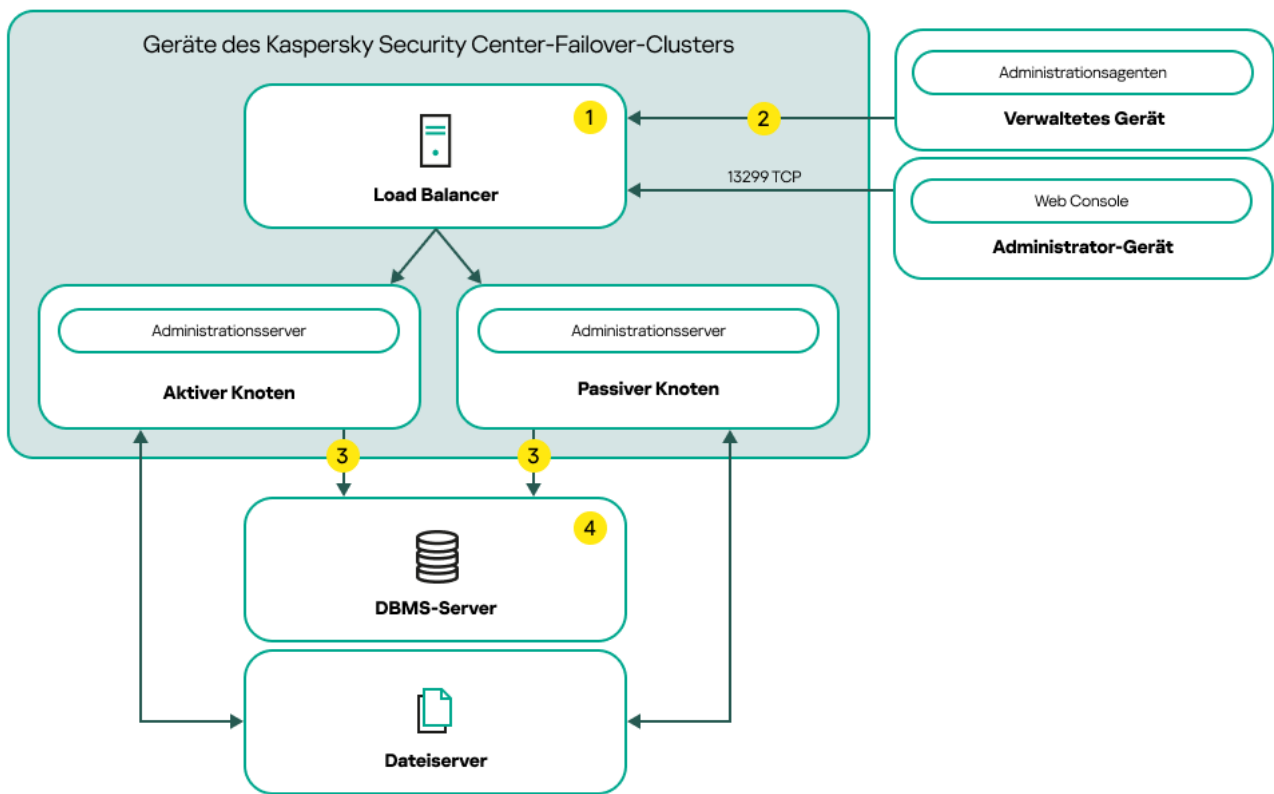 Geräte des Kaspersky Security Center-Failover-Clusters
1
Load Balancer
2
13299 TCP
Administrationsagenten
Verwaltetes Gerät
Web Console
Administrator-Gerät
Administrationsserver
Aktiver Knoten
Administrationsserver
Passiver Knoten
3
3
4
DBMS-Server
Dateiserver